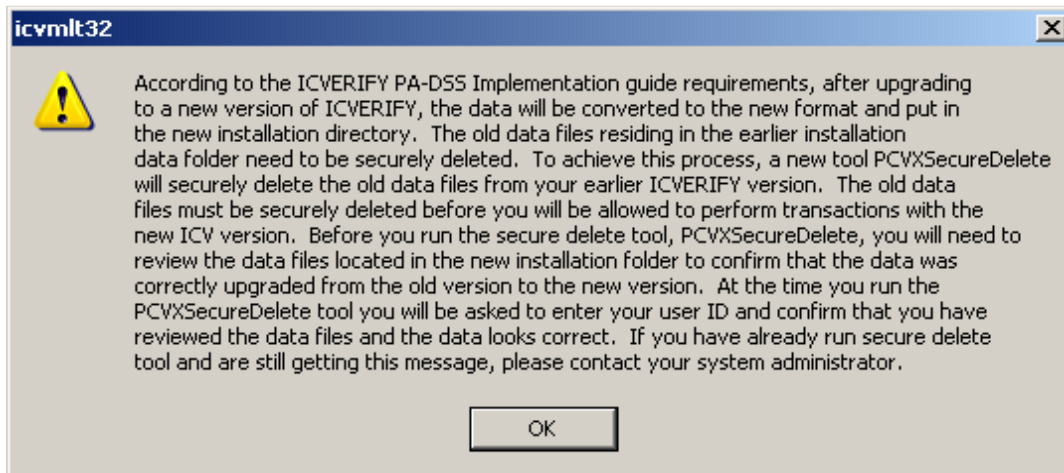 icvmlt32
According to the ICVERIFY PA-DSS Implementation guide requirements, after upgrading
to a new version of ICVERIFY, the data will be converted to the new format and put in
the new installation directory.  The old data files residing in the earlier installation
data folder need to be securely deleted.  To achieve this process, a new tool PCVXSecureDelete
will securely delete the old data files from your earlier ICVERIFY version.  The old data
files must be securely deleted before you will be allowed to perform transactions with the
new ICV version.  Before you run the secure delete tool, PCVXSecureDelete, you will need to
review the data files located in the new installation folder to confirm that the data was
correctly upgraded from the old version to the new version.  At the time you run the
PCVXSecureDelete tool you will be asked to enter your user ID and confirm that you have
reviewed the data files and the data looks correct.  If you have already run secure delete
tool and are still getting this message, please contact your system administrator.
OK